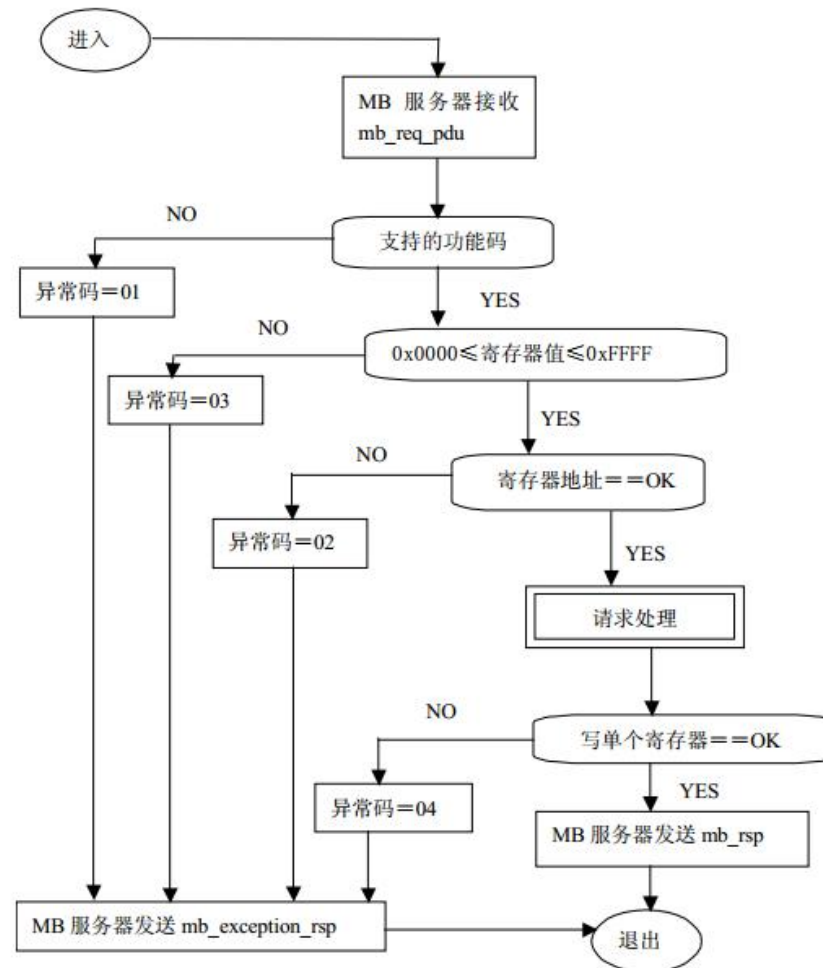 进入
MB 服务器接收
mb_req_pdu
NO
支持的功能码
异常码＝01
YES
NO
0x0000≤寄存器值≤0xFFFF
异常码＝03
YES
NO
寄存器地址＝＝OK
异常码＝02
YES
请求处理
NO
写单个寄存器＝＝OK
异常码＝04
YES
MB 服务器发送 mb_rsp
MB 服务器发送 mb_exception_rsp
退出